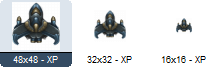 48x48 - XP
32x32 - XP
16x16 - XP